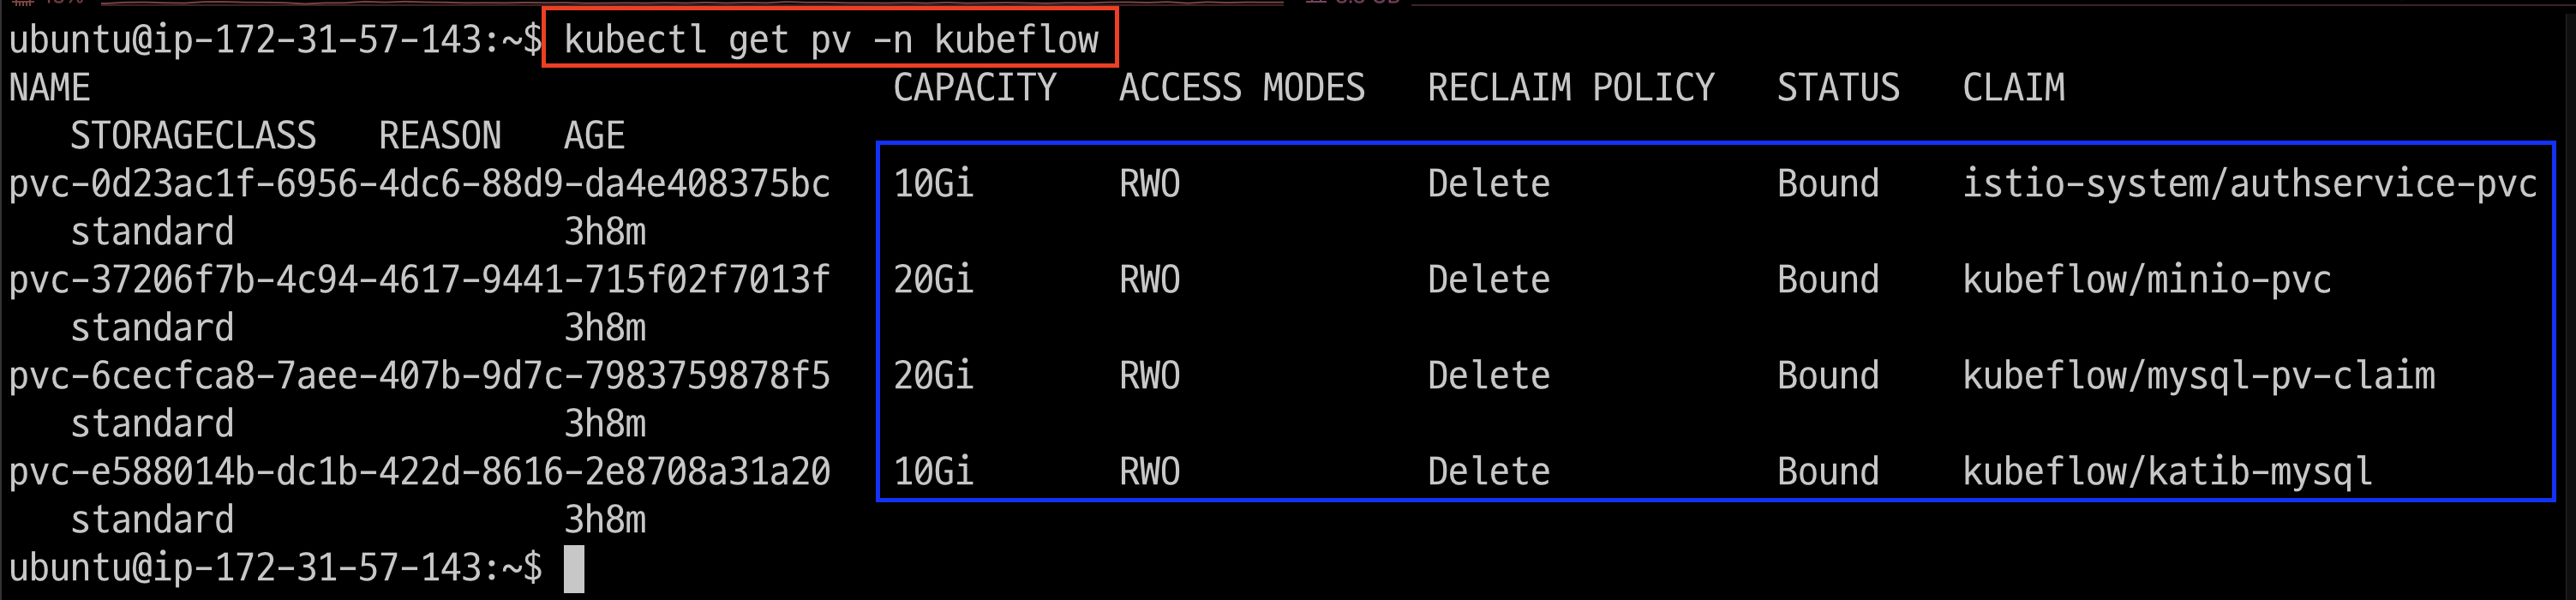 ubuntu@ip-172-31-57-143:~$ kubectl get pv -n kubeflow
NAME                                       CAPACITY   ACCESS MODES   RECLAIM POLICY   STATUS   CLAIM
   STORAGECLASS   REASON   AGE
pvc-0d23ac1f-6956-4dc6-88d9-da4e408375bc   10Gi       RWO            Delete           Bound    istio-system/authservice-pvc
   standard                3h8m
pvc-37206f7b-4c94-4617-9441-715f02f7013f   20Gi       RWO            Delete           Bound    kubeflow/minio-pvc
   standard                3h8m
pvc-6cecfca8-7aee-407b-9d7c-7983759878f5   20Gi       RWO            Delete           Bound    kubeflow/mysql-pv-claim
   standard                3h8m
pvc-e588014b-dc1b-422d-8616-2e8708a31a20   10Gi       RWO            Delete           Bound    kubeflow/katib-mysql
   standard                3h8m
ubuntu@ip-172-31-57-143:~$